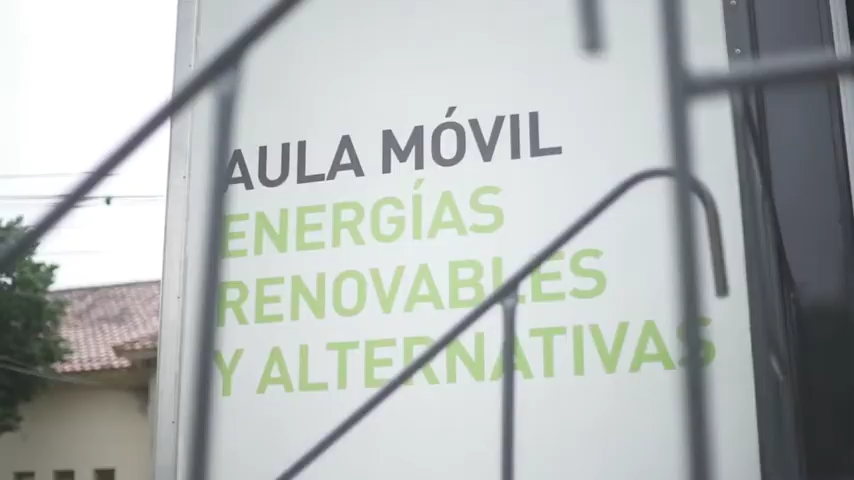 AULA MÓVIL
ENERGÍAS
RENOVABLES
Y ALTERNATIVAS